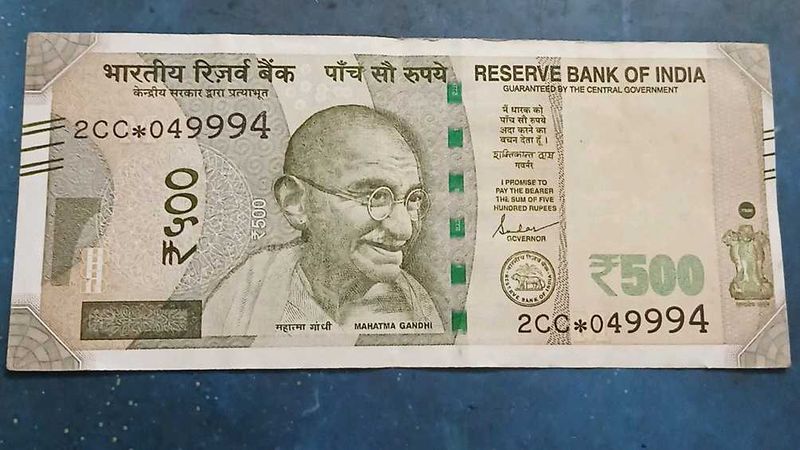 भारतीय रिज़र्व बैंक
केन्द्रीय सरकार द्वारा प्रत्याभूत
पाँच सौ रुपये
RESERVE BANK OF INDIA
GUARANTEED BY THE CENTRAL GOVERNMENT
2CC*049994
मैं धारक को
पाँच सौ रुपये
अदा करने का
वचन देता हूँ ।
शक्तिकान्त दास
गवर्नर
I PROMISE TO
PAY THE BEARER
THE SUM OF FIVE
HUNDRED RUPEES
GOVERNOR
₹५००
₹500
₹500
महात्मा गांधी
MAHATMA GANDHI
2CC*049994